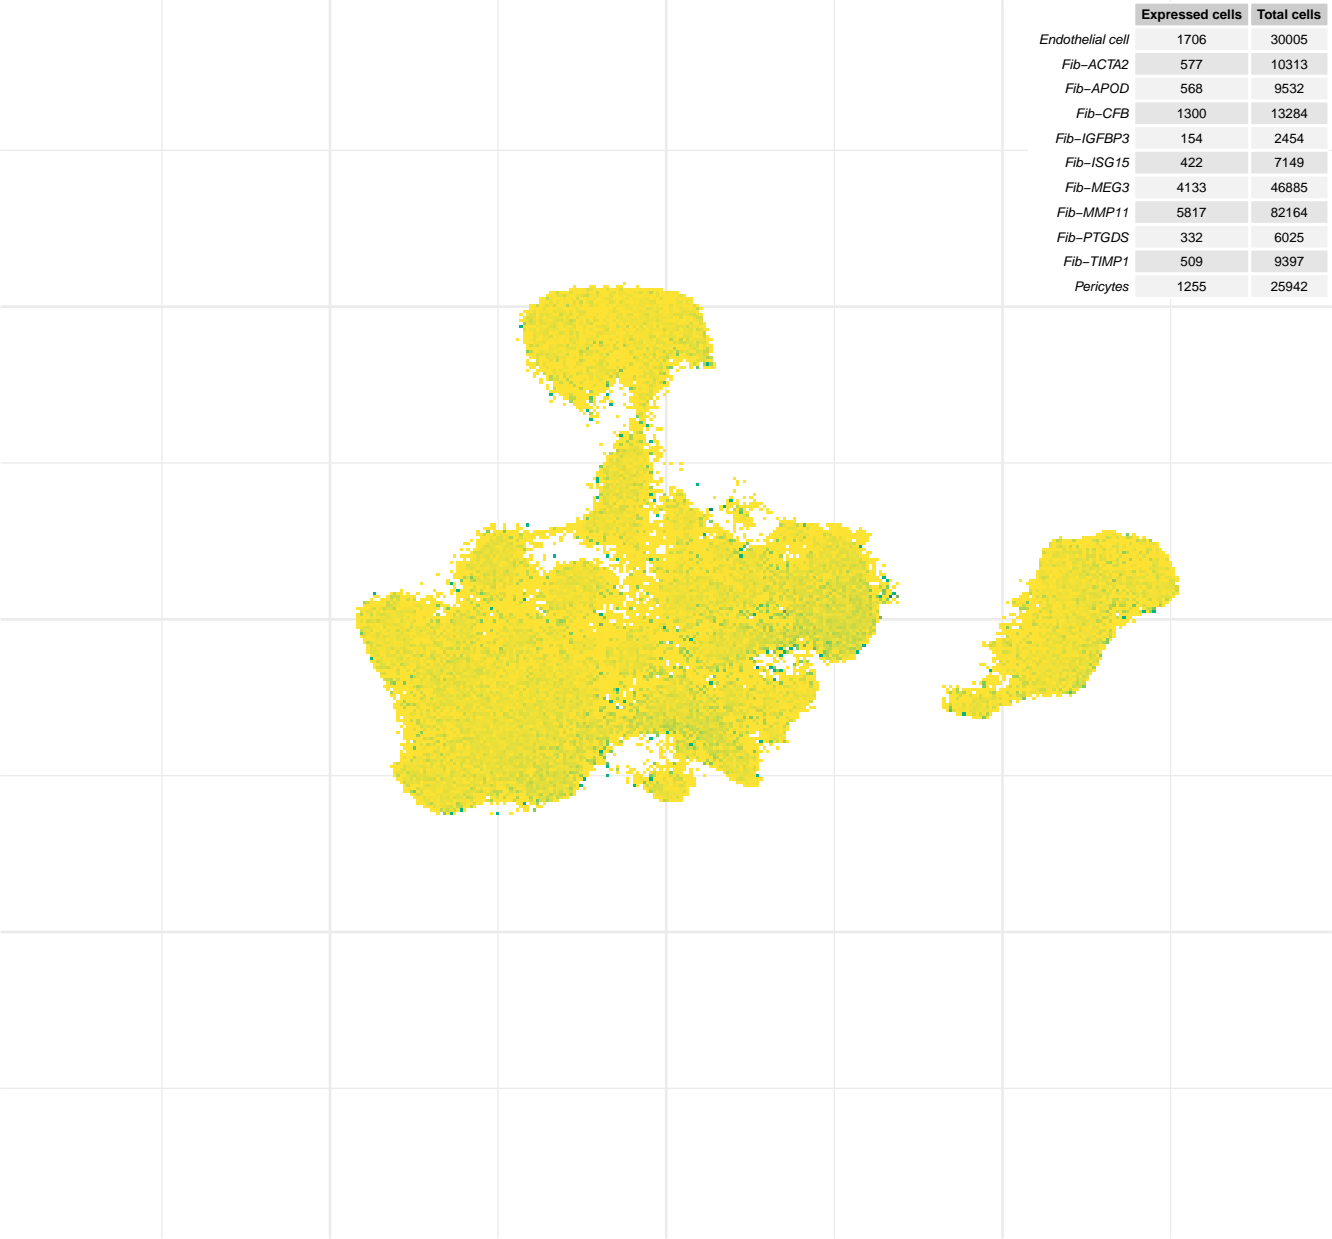 Expressed cells Total cells
Endothelial cell 1706 30005
Fib−ACTA2 577 10313
Fib−APOD 568 9532
Fib−CFB 1300 13284
Fib−IGFBP3 154 2454
Fib−ISG15 422 7149
Fib−MEG3 4133 46885
Fib−MMP11 5817 82164
Fib−PTGDS 332 6025
Fib−TIMP1 509 9397
Pericytes 1255 25942